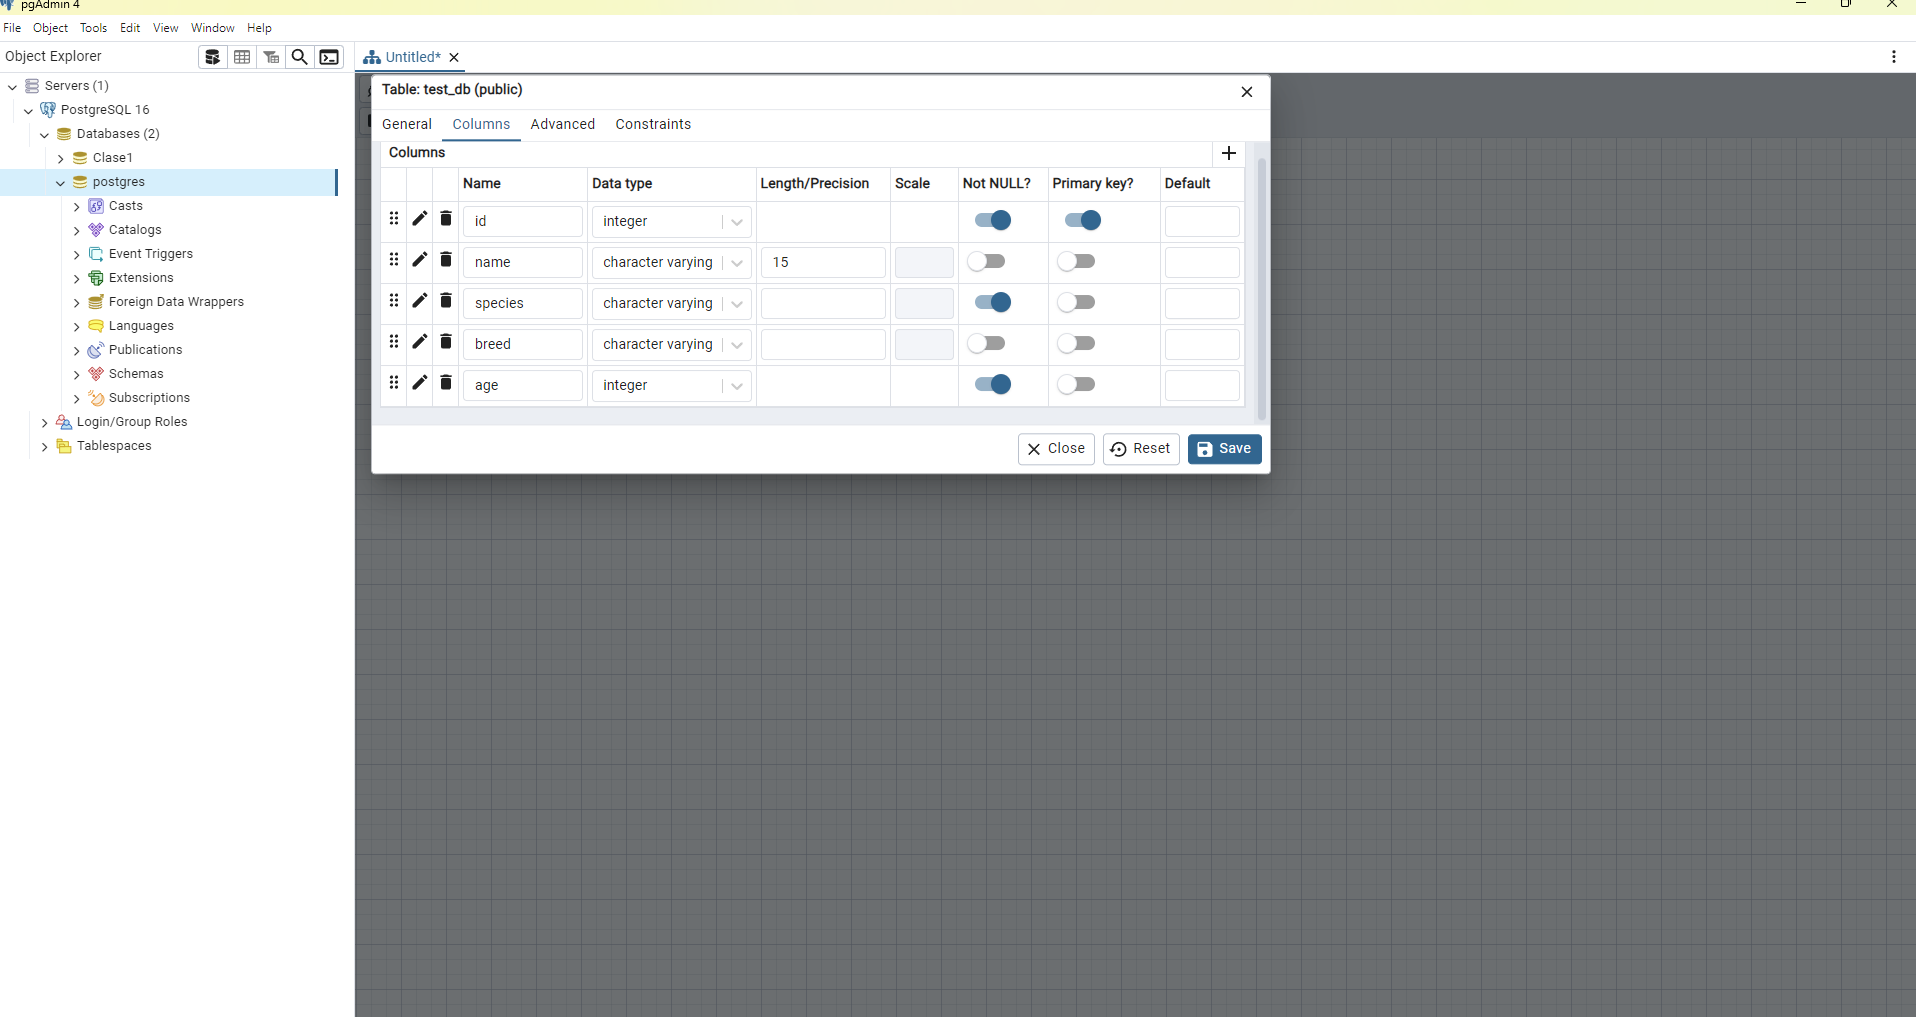 pgAdmin 4
File Object Tools Edit View Window Help
Object Explorer
Untitled*
Servers (1)
PostgreSQL 16
Databases (2)
Clase1
postgres
Casts
Catalogs
Event Triggers
Extensions
Foreign Data Wrappers
Languages
Publications
Schemas
Subscriptions
Login/Group Roles
Tablespaces
Table: test_db (public)
General Columns Advanced Constraints
Columns
Name Data type Length/Precision Scale Not NULL? Primary key? Default
id integer
name character varying 15
species character varying
breed character varying
age integer
Close Reset Save